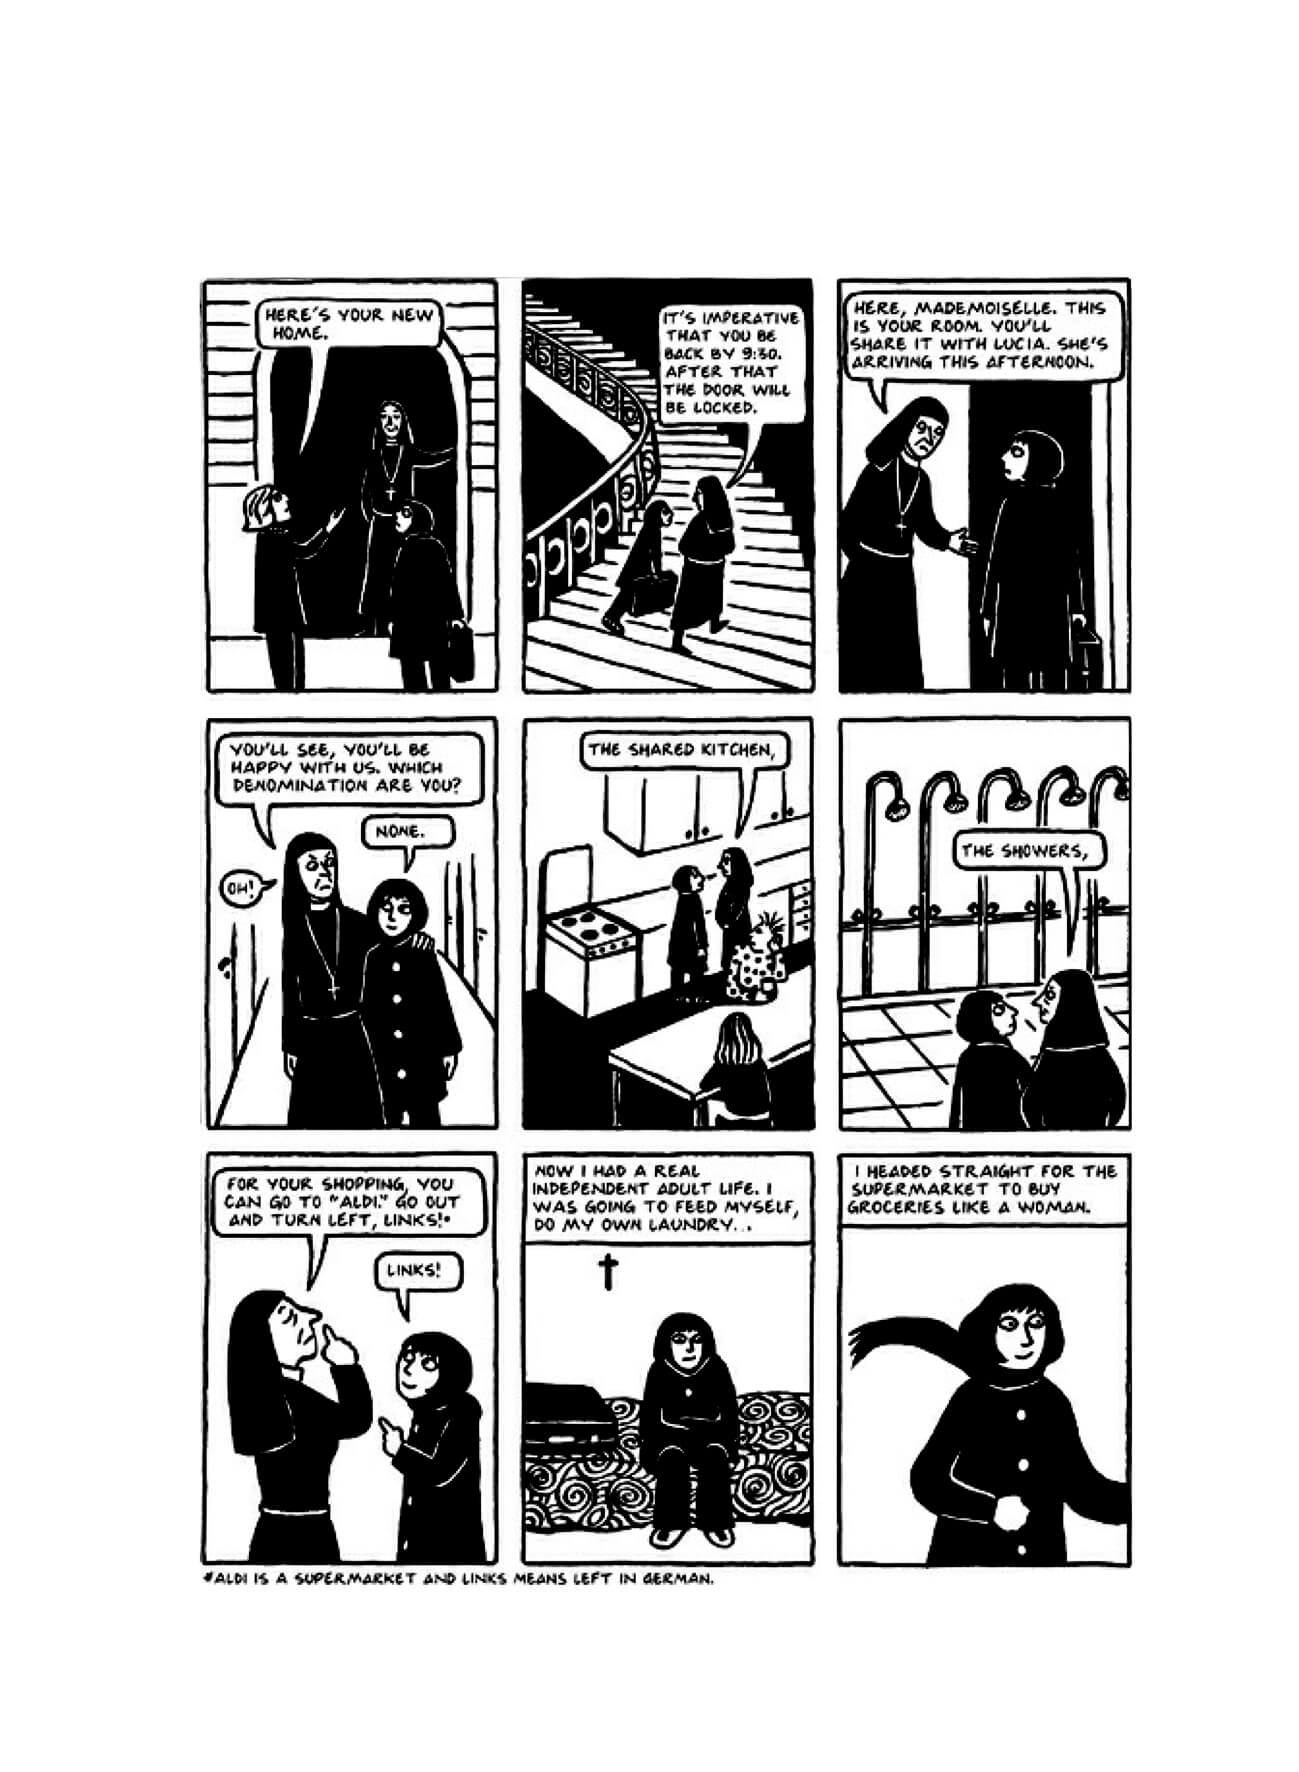 HERE'S YOUR NEW
HOME.
IT'S IMPERATIVE
THAT YOU BE
BACK BY 9:30.
AFTER THAT
THE DOOR WILL
BE LOCKED.
HERE, MADEMOISELLE. THIS
IS YOUR ROOM. YOU'LL
SHARE IT WITH LUCIA. SHE'S
ARRIVING THIS AFTERNOON.
YOU'LL SEE, YOU'LL BE
HAPPY WITH US. WHICH
DENOMINATION ARE YOU?
NONE.
OH!
THE SHARED KITCHEN,
THE SHOWERS,
FOR YOUR SHOPPING, YOU
CAN GO TO "ALDI." GO OUT
AND TURN LEFT, LINKS!*
LINKS!
NOW I HAD A REAL
INDEPENDENT ADULT LIFE. I
WAS GOING TO FEED MYSELF,
DO MY OWN LAUNDRY...
I HEADED STRAIGHT FOR THE
SUPERMARKET TO BUY
GROCERIES LIKE A WOMAN.
*ALDI IS A SUPERMARKET AND LINKS MEANS LEFT IN GERMAN.